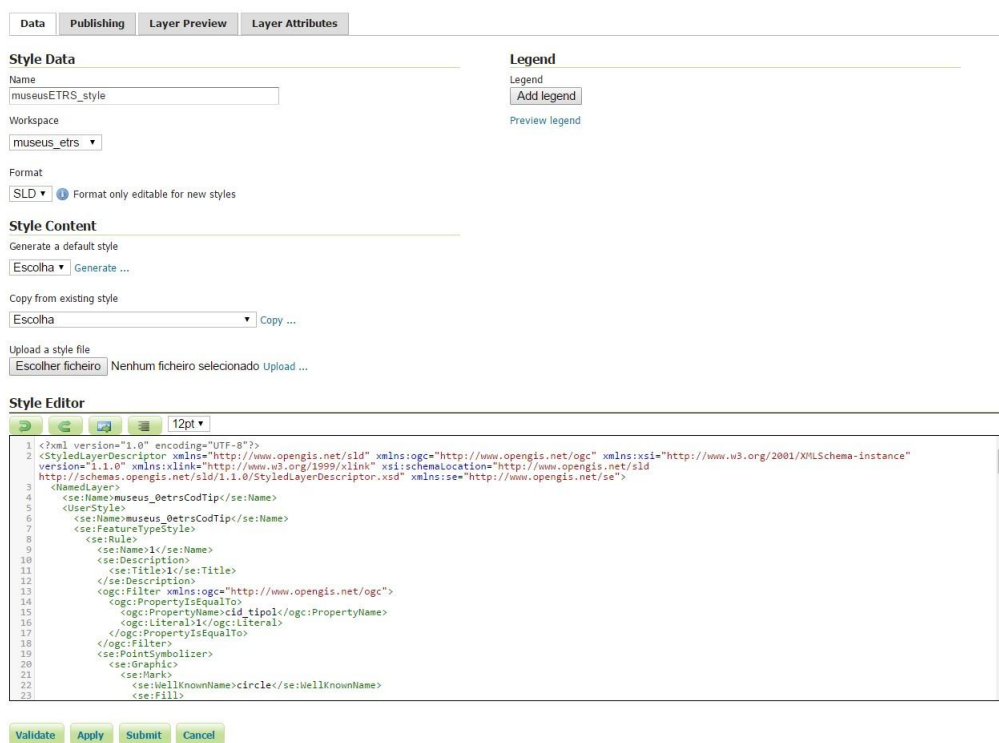 Data Publishing Layer Preview Layer Attributes
Style Data
Name
museusETRS_style
Workspace
museus_etrs
Format
SLD Format only editable for new styles
Style Content
Generate a default style
Escolha Generate ...
Copy from existing style
Escolha Copy ...
Upload a style file
Escolher ficheiro Nenhum ficheiro selecionado Upload ...
Legend
Legend
Add legend
Preview legend
Style Editor
12pt
1 <?xml version="1.0" encoding="UTF-8"?>
2 <StyledLayerDescriptor xmlns="http://www.opengis.net/sld" xmlns:ogc="http://www.opengis.net/ogc" xmlns:xsi="http://www.w3.org/2001/XMLSchema-instance"
version="1.1.0" xmlns:xlink="http://www.w3.org/1999/xlink" xsi:schemaLocation="http://www.opengis.net/sld
http://schemas.opengis.net/sld/1.1.0/StyledLayerDescriptor.xsd" xmlns:se="http://www.opengis.net/se">
3 <NamedLayer>
4 <se:Name>museus_0etrsCodTip</se:Name>
5 <UserStyle>
6 <se:Name>museus_0etrsCodTip</se:Name>
7 <se:FeatureTypeStyle>
8 <se:Rule>
9 <se:Name>1</se:Name>
10 <se:Description>
11 <se:Title>1</se:Title>
12 </se:Description>
13 <ogc:Filter xmlns:ogc="http://www.opengis.net/ogc">
14 <ogc:PropertyIsEqualTo>
15 <ogc:PropertyName>cid_tipol</ogc:PropertyName>
16 <ogc:Literal>1</ogc:Literal>
17 </ogc:PropertyIsEqualTo>
18 </ogc:Filter>
19 <se:PointSymbolizer>
20 <se:Graphic>
21 <se:Mark>
22 <se:WellKnownName>circle</se:WellKnownName>
23 <se:Fill>
Validate Apply Submit Cancel